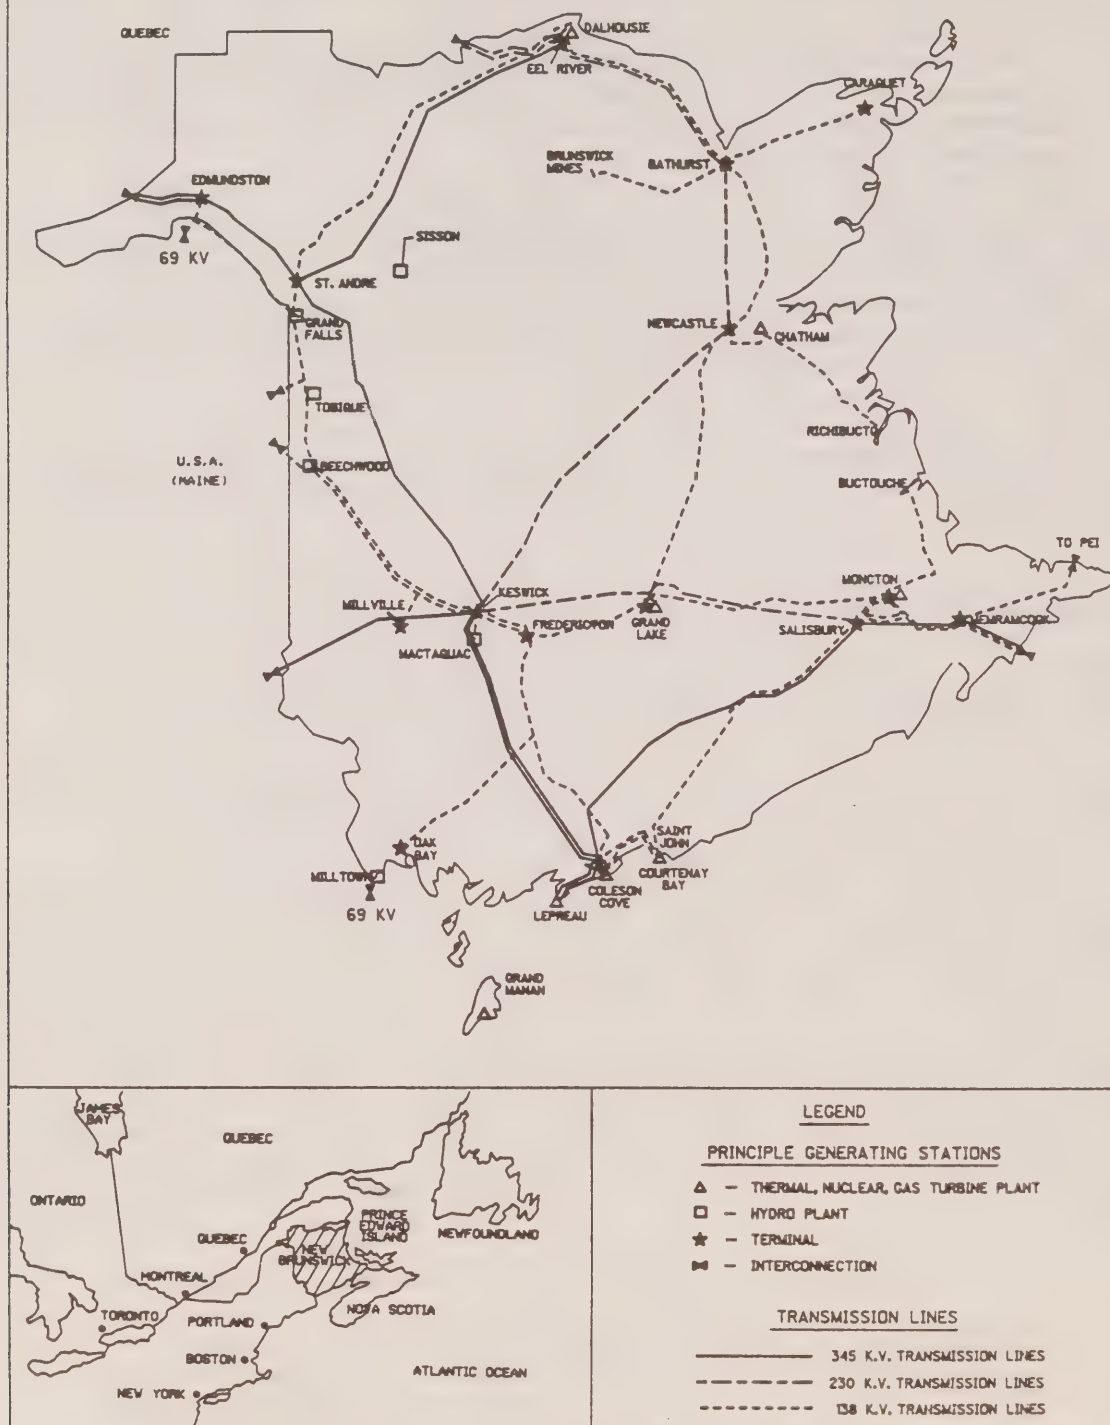 QUEBEC
DALHOUSIE
EEL RIVER
CARAQUET
BRUNSWICK
MINES
BATHURST
EDMUNDSTON
69 KV
SISSON
ST. ANDRE
GRAND
FALLS
NEWCASTLE
CHATHAM
TOBIQUE
RICHIBUCTO
U.S.A.
(MAINE)
BEECHWOOD
BUCTOUCHE
TO PEI
MONCTON
KESWICK
MILLVILLE
FREDERICTON
GRAND
LAKE
SALISBURY
MEMRAMCOOK
MACTAQUAC
OAK
BAY
SAINT
JOHN
MILLTOWN
COURTENAY
BAY
COLESON
COVE
69 KV
LEPREAU
GRAND
MANAN
JAMES
BAY
QUEBEC
ONTARIO
PRINCE
EDWARD
ISLAND
QUEBEC
NEW
BRUNSWICK
NEWFOUNDLAND
MONTREAL
NOVA SCOTIA
TORONTO
PORTLAND
BOSTON
ATLANTIC OCEAN
NEW YORK
LEGEND
PRINCIPLE GENERATING STATIONS
- THERMAL, NUCLEAR, GAS TURBINE PLANT
- HYDRO PLANT
- TERMINAL
- INTERCONNECTION
TRANSMISSION LINES
345 K.V. TRANSMISSION LINES
230 K.V. TRANSMISSION LINES
138 K.V. TRANSMISSION LINES